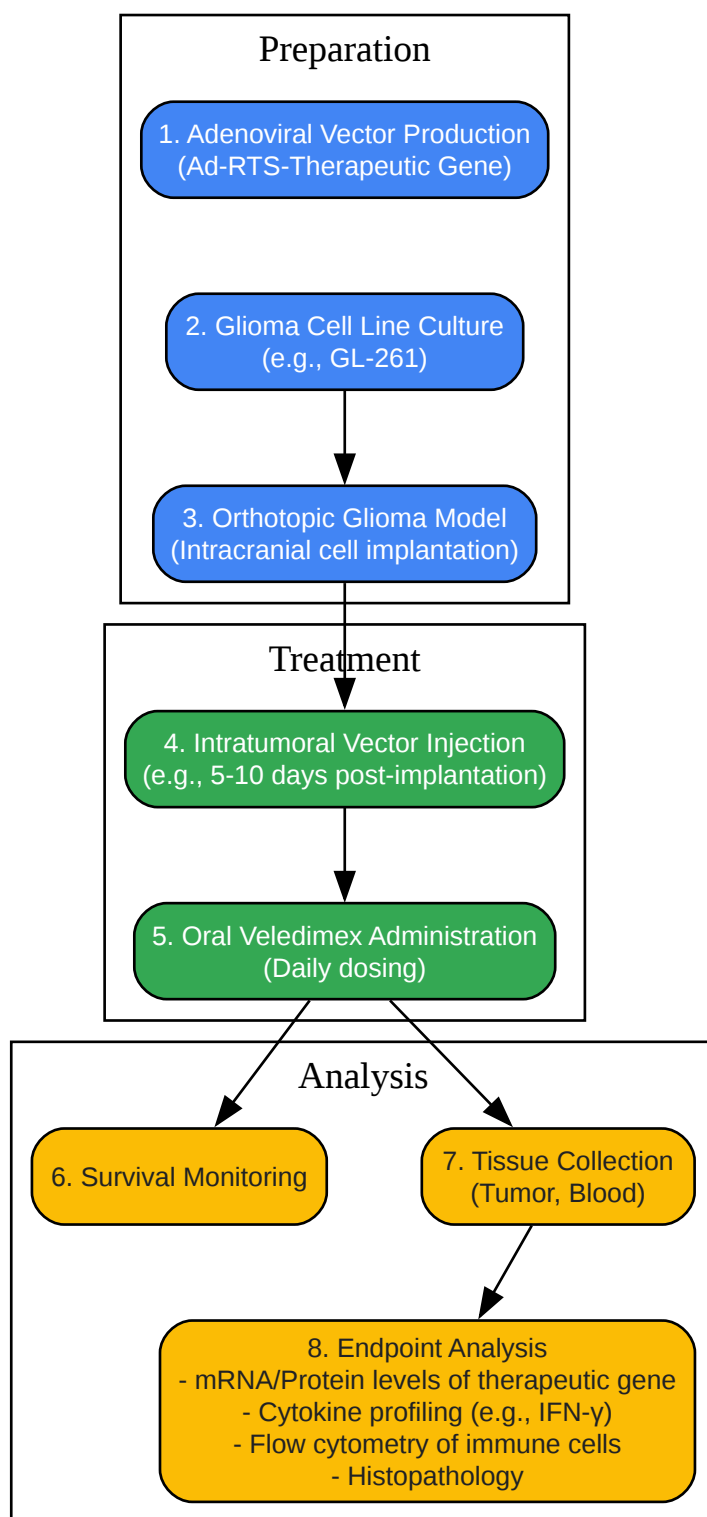 Preparation
1. Adenoviral Vector Production
(Ad-RTS-Therapeutic Gene)
2. Glioma Cell Line Culture
(e.g., GL-261)
3. Orthotopic Glioma Model
(Intracranial cell implantation)
Treatment
4. Intratumoral Vector Injection
(e.g., 5-10 days post-implantation)
5. Oral Veledimex Administration
(Daily dosing)
Analysis
6. Survival Monitoring
7. Tissue Collection
(Tumor, Blood)
8. Endpoint Analysis
- mRNA/Protein levels of therapeutic gene
- Cytokine profiling (e.g., IFN-γ)
- Flow cytometry of immune cells
- Histopathology